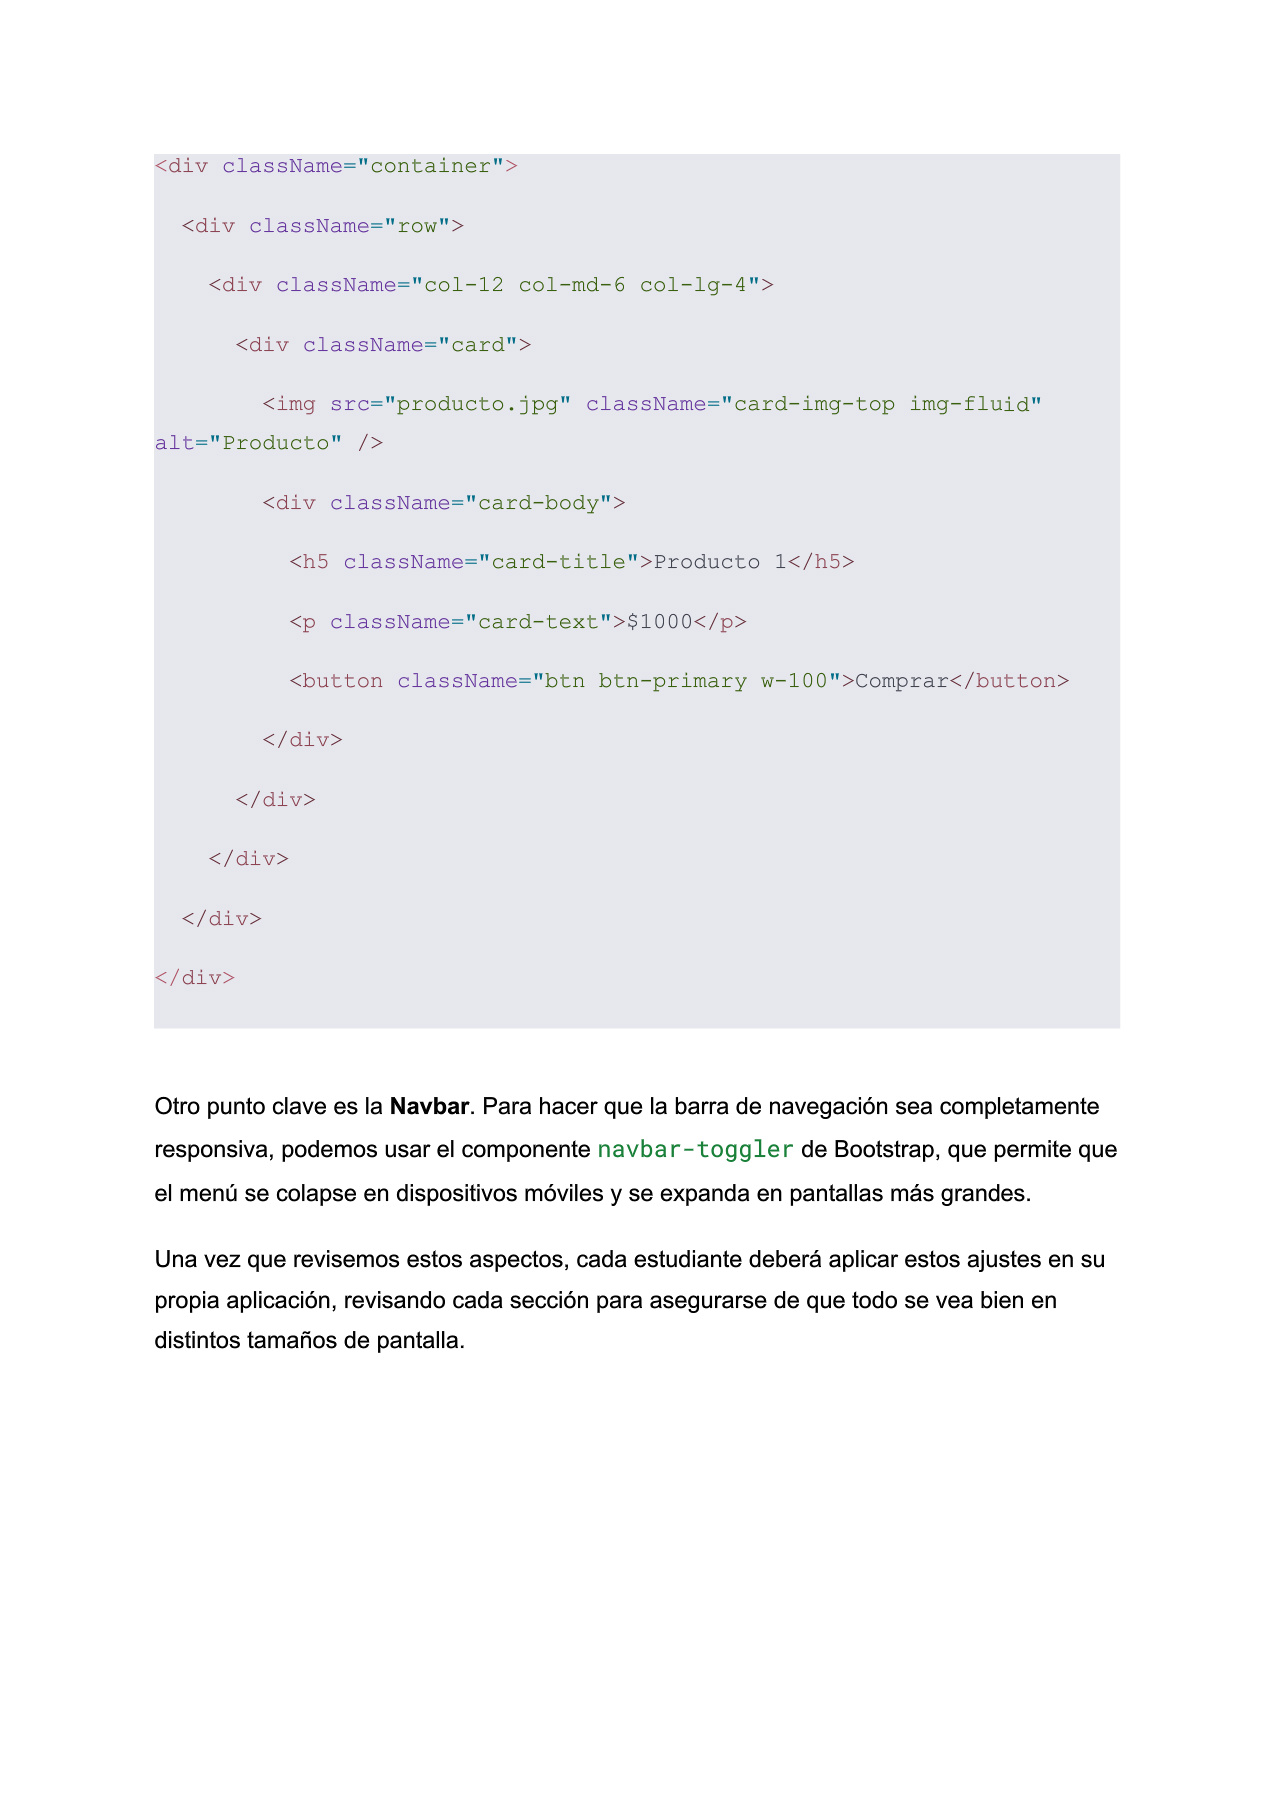 <div className="container">
  <div className="row">
    <div className="col-12 col-md-6 col-lg-4">
      <div className="card">
        <img src="producto.jpg" className="card-img-top img-fluid"
alt="Producto" />
        <div className="card-body">
          <h5 className="card-title">Producto 1</h5>
          <p className="card-text">$1000</p>
          <button className="btn btn-primary w-100">Comprar</button>
        </div>
      </div>
    </div>
  </div>
</div>
Otro punto clave es la Navbar. Para hacer que la barra de navegación sea completamente
responsiva, podemos usar el componente navbar-toggler de Bootstrap, que permite que
el menú se colapse en dispositivos móviles y se expanda en pantallas más grandes.
Una vez que revisemos estos aspectos, cada estudiante deberá aplicar estos ajustes en su
propia aplicación, revisando cada sección para asegurarse de que todo se vea bien en
distintos tamaños de pantalla.